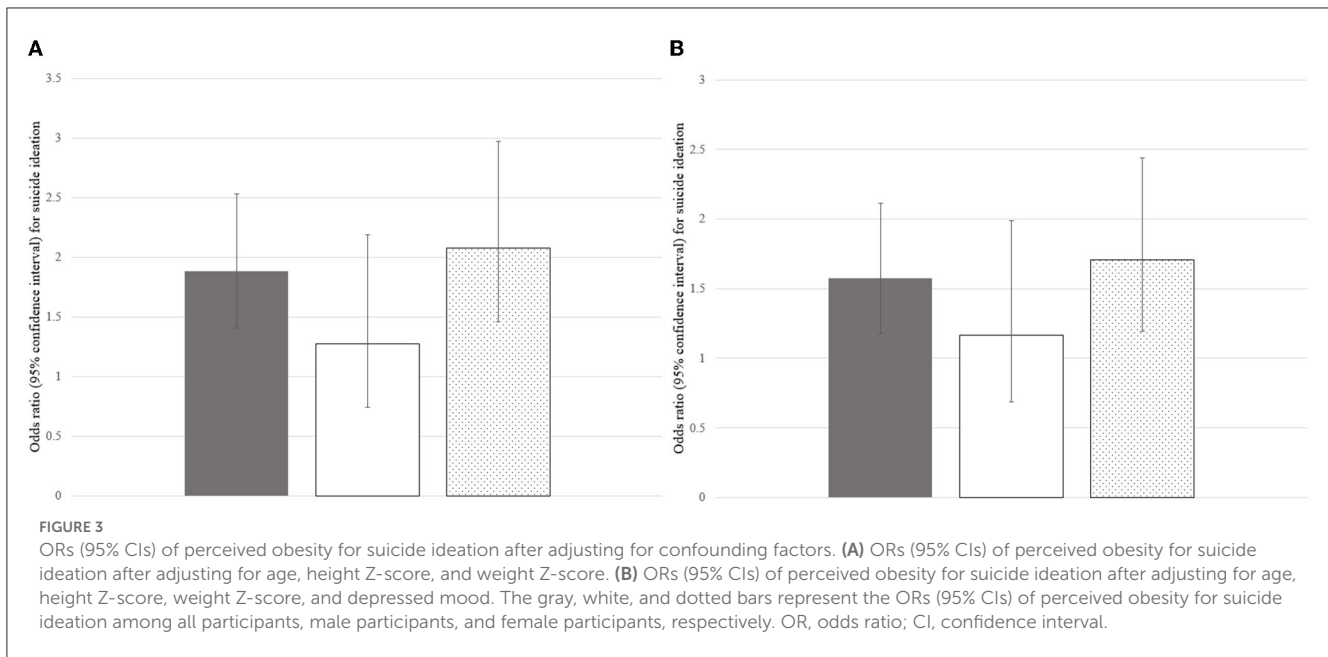 A
B
Odds ratio (95% confidence interval) for suicide ideation
3.5
3
2.5
2
1.5
1
0.5
0
Odds ratio (95% confidence interval) for suicide ideation
3
2.5
2
1.5
1
0.5
0
FIGURE 3
ORs (95% CIs) of perceived obesity for suicide ideation after adjusting for confounding factors. (A) ORs (95% CIs) of perceived obesity for suicide
ideation after adjusting for age, height Z-score, and weight Z-score. (B) ORs (95% CIs) of perceived obesity for suicide ideation after adjusting for age,
height Z-score, weight Z-score, and depressed mood. The gray, white, and dotted bars represent the ORs (95% CIs) of perceived obesity for suicide
ideation among all participants, male participants, and female participants, respectively. OR, odds ratio; CI, confidence interval.